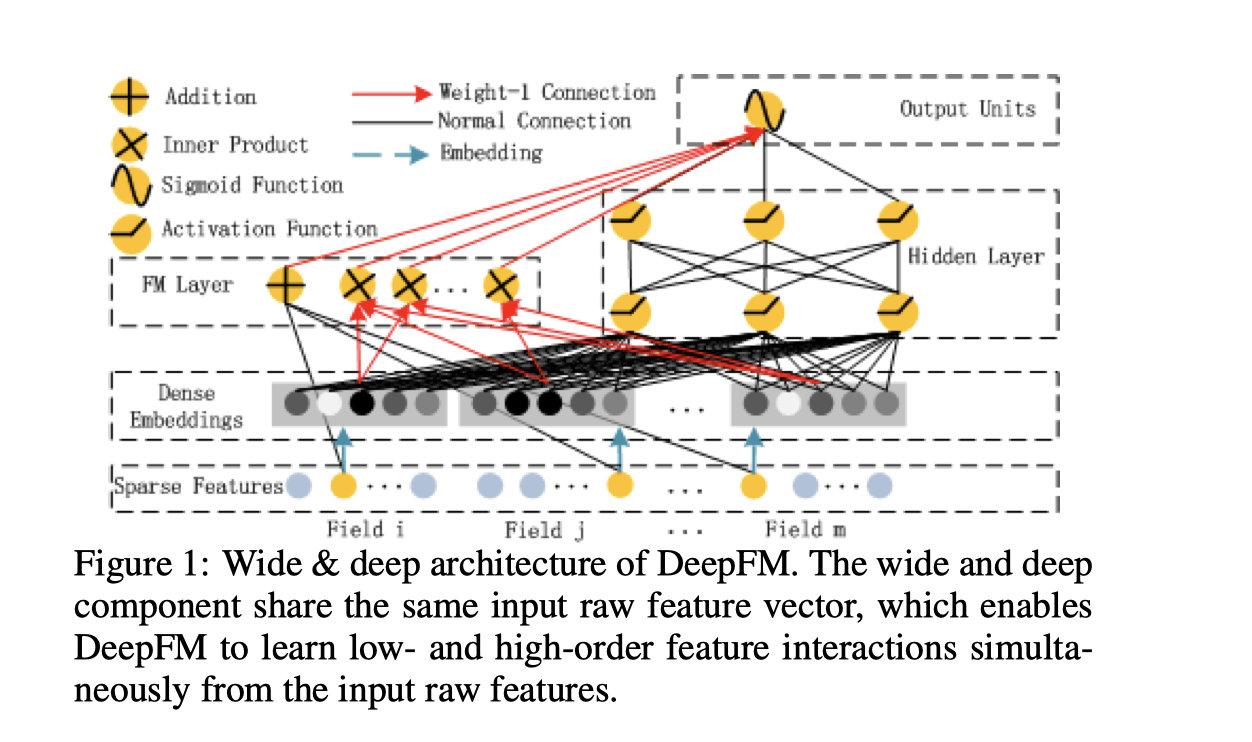 Addition
Inner Product
Sigmoid Function
Activation Function
Weight-1 Connection
Normal Connection
Embedding
Output Units
Hidden Layer
FM Layer
...
Dense
Embeddings
...
Sparse Features
...
...
...
...
Field i
Field j
...
Field m
Figure 1: Wide & deep architecture of DeepFM. The wide and deep
component share the same input raw feature vector, which enables
DeepFM to learn low- and high-order feature interactions simulta-
neously from the input raw features.